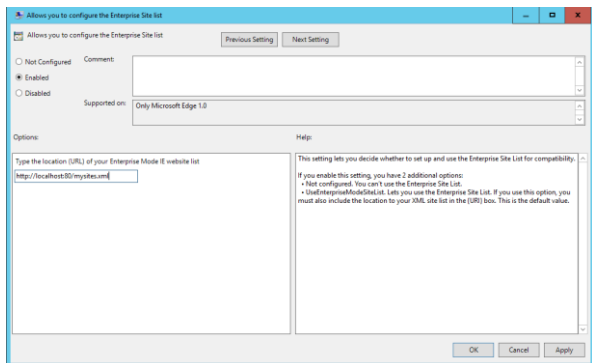 Allows you to configure the Enterprise Site list
Allows you to configure the Enterprise Site list
Previous Setting
Next Setting
Not Configured
Comment:
Enabled
Disabled
Supported on:
Only Microsoft Edge 1.0
Options:
Help:
Type the location (URL) of your Enterprise Mode IE website list
http://localhost:80/mysites.xml
This setting lets you decide whether to set up and use the Enterprise Site List for compatibility.
If you enable this setting, you have 2 additional options:
• Not configured. You can't use the Enterprise Site List.
• UseEnterpriseModeSiteList. Lets you use the Enterprise Site List. If you use this option, you
must also include the location to your XML site list in the {URI} box. This is the default value.
OK
Cancel
Apply